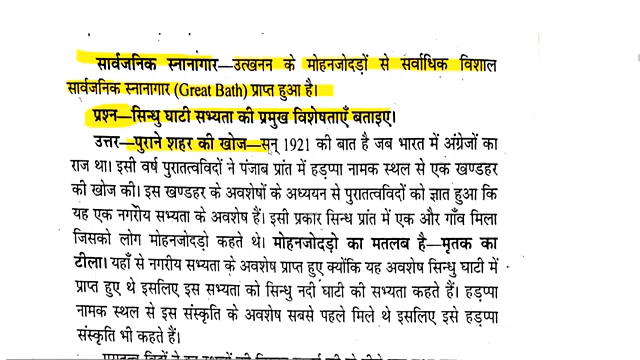 सार्वजनिक स्नानागार—उत्खनन के मोहनजोदड़ों से सर्वाधिक विशाल
सार्वजनिक स्नानागार (Great Bath) प्राप्त हुआ है।
प्रश्न—सिन्धु घाटी सभ्यता की प्रमुख विशेषताएँ बताइए।
उत्तर—पुराने शहर की खोज—सन् 1921 की बात है जब भारत में अंग्रेजों का
राज था। इसी वर्ष पुरातत्वविदों ने पंजाब प्रांत में हड़प्पा नामक स्थल से एक खण्डहर
की खोज की। इस खण्डहर के अवशेषों के अध्ययन से पुरातत्वविदों को ज्ञात हुआ कि
यह एक नगरीय सभ्यता के अवशेष हैं। इसी प्रकार सिन्ध प्रांत में एक और गाँव मिला
जिसको लोग मोहनजोदड़ो कहते थे। मोहनजोदड़ो का मतलब है—मृतक का
टीला। यहाँ से नगरीय सभ्यता के अवशेष प्राप्त हुए क्योंकि यह अवशेष सिन्धु घाटी में
प्राप्त हुए थे इसलिए इस सभ्यता को सिन्धु नदी घाटी की सभ्यता कहते हैं। हड़प्पा
नामक स्थल से इस संस्कृति के अवशेष सबसे पहले मिले थे इसलिए इसे हड़प्पा
संस्कृति भी कहते हैं।